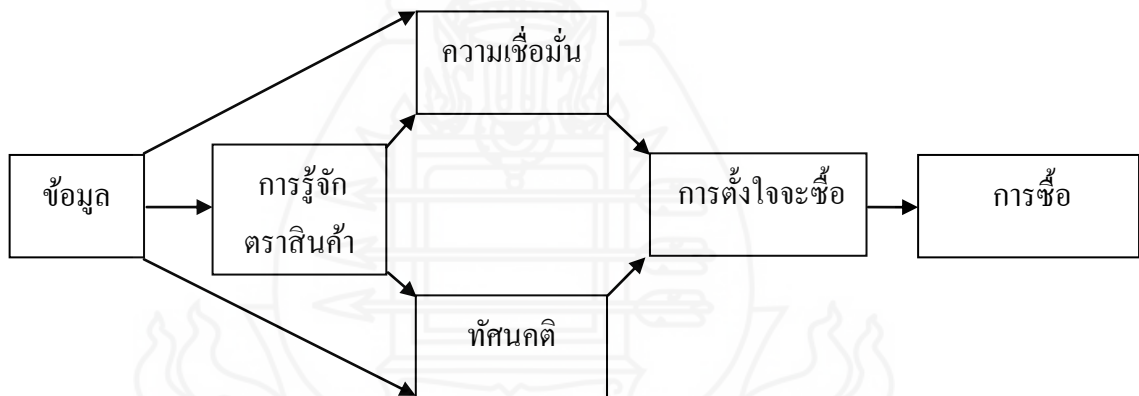 ความเชื่อมั่น
ข้อมูล
การรู้จัก
ตราสินค้า
การตั้งใจจะซื้อ
การซื้อ
ทัศนคติ